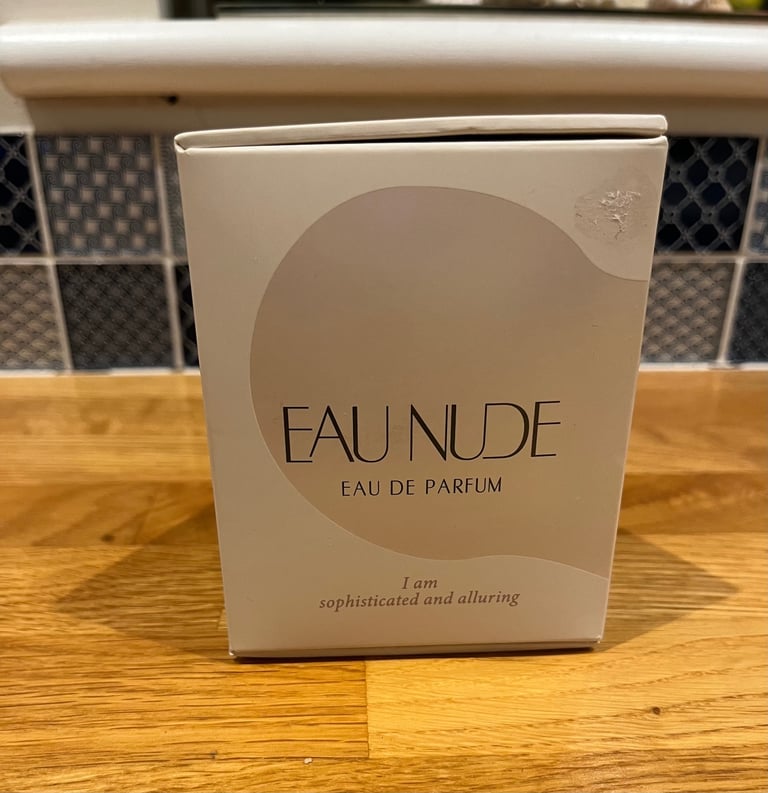 EAU NUDE
EAU DE PARFUM
I am
sophisticated and alluring